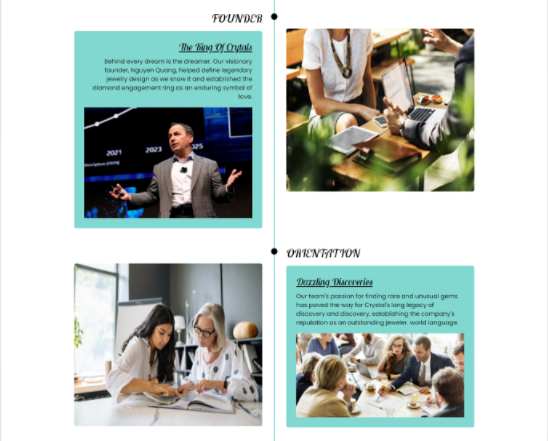 FOUNDER
The King Of Crytals
Behind every dream is the dreamer. Our visionary
founder, Nguyen Quang, helped define legendary
jewelry design as we know it and established the
diamond engagement ring as an enduring symbol of
love.
2021
2023
ORIENTATION
Dazzling Discoveries
Our team's passion for finding rare and unusual gems
has paved the way for Crystal's long legacy of
discovery and discovery, establishing the company's
reputation as an outstanding jeweler. world language.